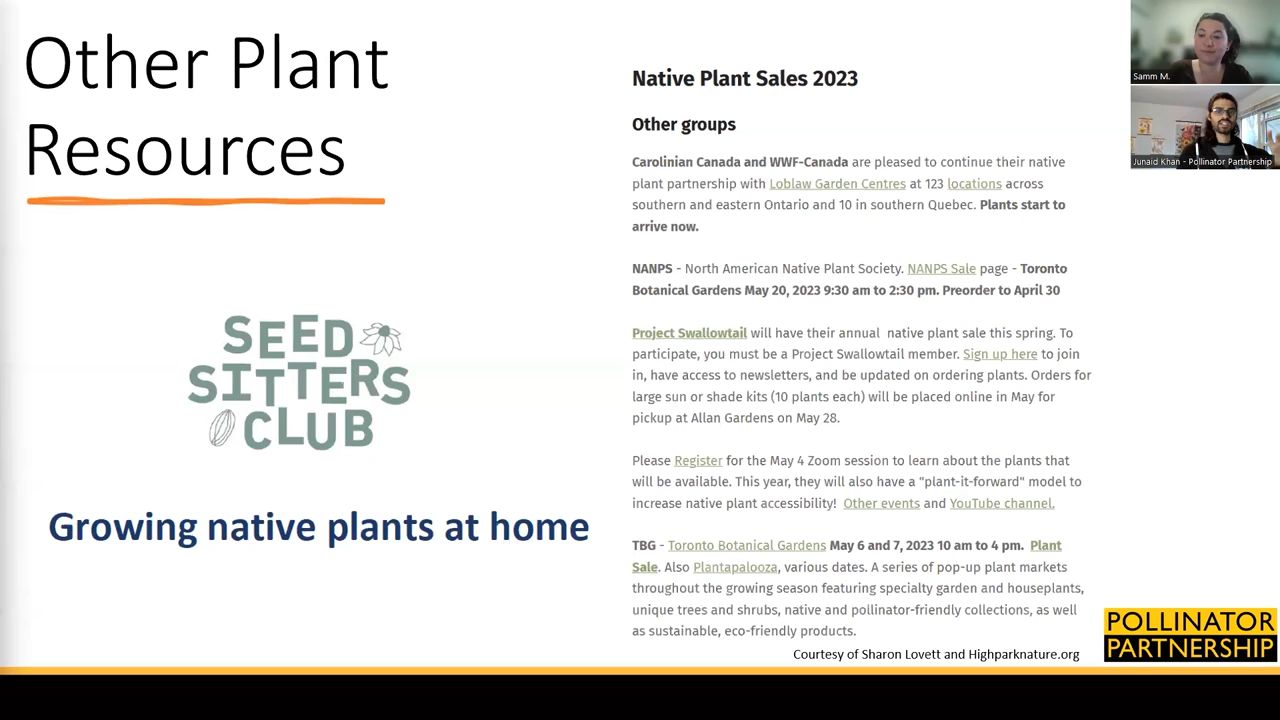 Other Plant
Resources
SEED
SITTERS
CLUB
Growing native plants at home
Native Plant Sales 2023
Other groups
Carolinian Canada and WWF-Canada are pleased to continue their native
plant partnership with Loblaw Garden Centres at 123 locations across
southern and eastern Ontario and 10 in southern Quebec. Plants start to
arrive now.
NANPS - North American Native Plant Society. NANPS Sale page - Toronto
Botanical Gardens May 20, 2023 9:30 am to 2:30 pm. Preorder to April 30
Project Swallowtail will have their annual native plant sale this spring. To
participate, you must be a Project Swallowtail member. Sign up here to join
in, have access to newsletters, and be updated on ordering plants. Orders for
large sun or shade kits (10 plants each) will be placed online in May for
pickup at Allan Gardens on May 28.
Please Register for the May 4 Zoom session to learn about the plants that
will be available. This year, they will also have a "plant-it-forward" model to
increase native plant accessibility! Other events and YouTube channel.
TBG - Toronto Botanical Gardens May 6 and 7, 2023 10 am to 4 pm. Plant
Sale. Also Plantapalooza, various dates. A series of pop-up plant markets
throughout the growing season featuring specialty garden and houseplants,
unique trees and shrubs, native and pollinator-friendly collections, as well
as sustainable, eco-friendly products.
Courtesy of Sharon Lovett and Highparknature.org
Samm M.
Junaid Khan - Pollinator Partnership
POLLINATOR
PARTNERSHIP